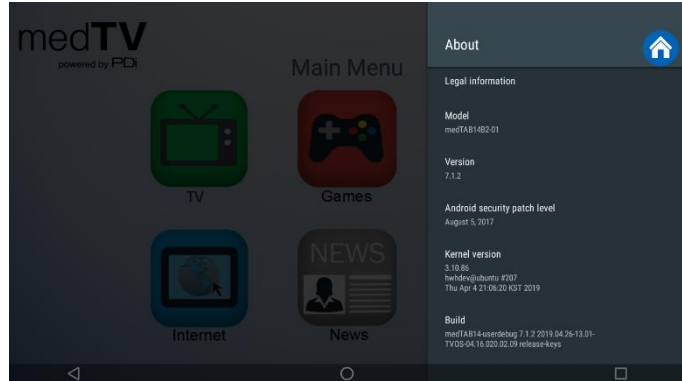 medTV
powered by PDi
Main Menu
TV
Games
Internet
NEWS
News
About
Legal information
Model
medTAB14B2-01
Version
7.1.2
Android security patch level
August 5, 2017
Kernel version
3.10.86
hwhdev@ubuntu #207
Thu Apr 4 21:06:20 KST 2019
Build
medTAB14-userdebug 7.1.2 2019.04.26-13.01-
TVOS-04.16.020.02.09 release-keys